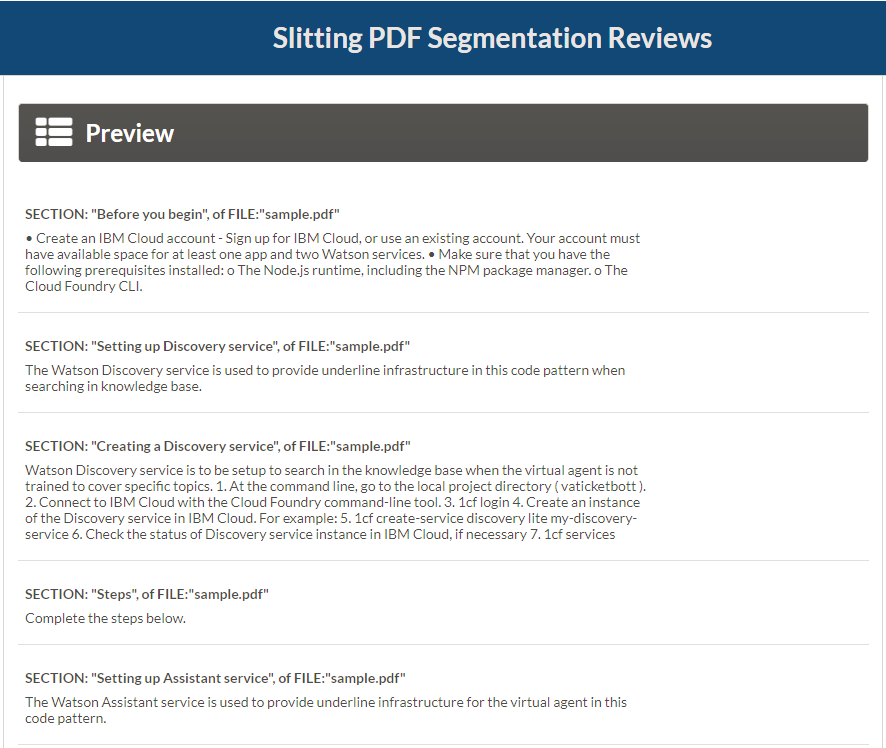 Slitting PDF Segmentation Reviews
Preview
SECTION: "Before you begin", of FILE:"sample.pdf"
• Create an IBM Cloud account - Sign up for IBM Cloud, or use an existing account. Your account must
have available space for at least one app and two Watson services. • Make sure that you have the
following prerequisites installed: o The Node.js runtime, including the NPM package manager. o The
Cloud Foundry CLI.
SECTION: "Setting up Discovery service", of FILE:"sample.pdf"
The Watson Discovery service is used to provide underline infrastructure in this code pattern when
searching in knowledge base.
SECTION: "Creating a Discovery service", of FILE:"sample.pdf"
Watson Discovery service is to be setup to search in the knowledge base when the virtual agent is not
trained to cover specific topics. 1. At the command line, go to the local project directory ( vaticketbott ).
2. Connect to IBM Cloud with the Cloud Foundry command-line tool. 3. 1cf login 4. Create an instance
of the Discovery service in IBM Cloud. For example: 5. 1cf create-service discovery lite my-discovery-
service 6. Check the status of Discovery service instance in IBM Cloud, if necessary 7. 1cf services
SECTION: "Steps", of FILE:"sample.pdf"
Complete the steps below.
SECTION: "Setting up Assistant service", of FILE:"sample.pdf"
The Watson Assistant service is used to provide underline infrastructure for the virtual agent in this
code pattern.